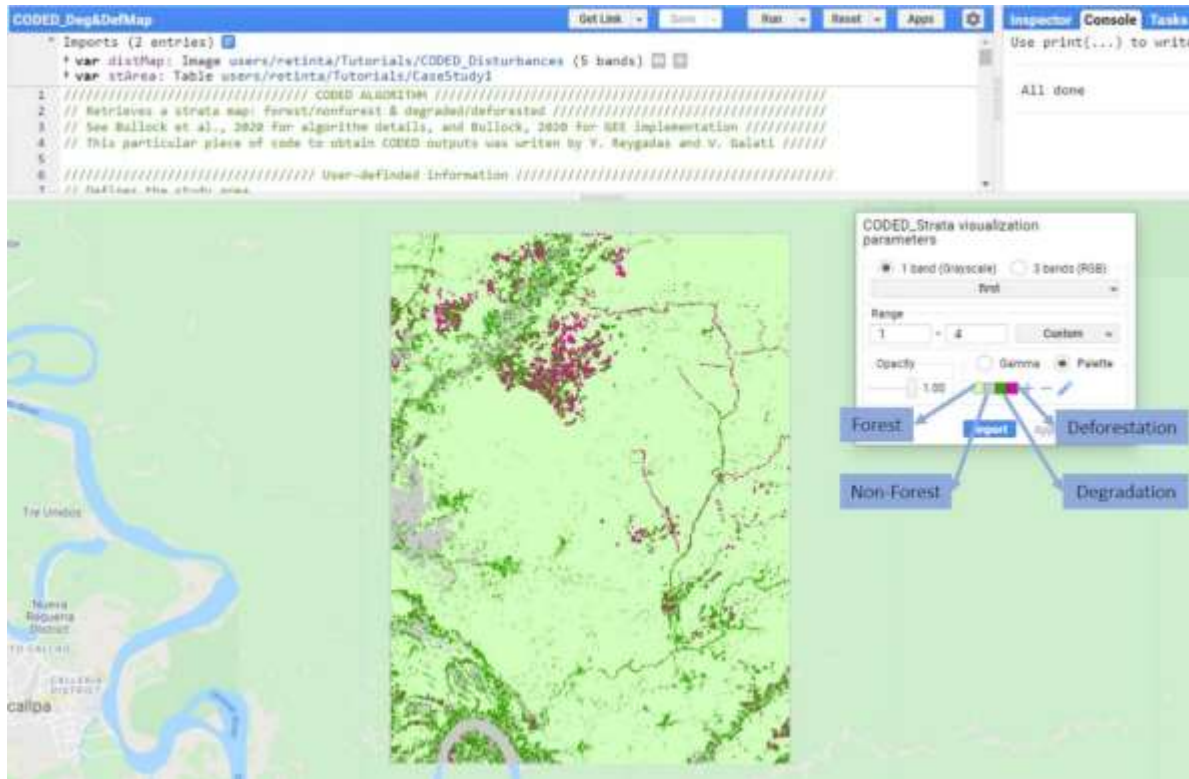 CODED_Deg&DefMap
Get Link
Save
Run
Reset
Apps
Inspector Console Tasks
Imports (2 entries)
var distMap: Image users/retinta/Tutorials/CODED_Disturbances (5 bands)
var stArea: Table users/retinta/Tutorials/CaseStudy1
Use print(...) to write
All done
1 //////////////////////////////// CODED ALGORITHM ////////////////////////////////////////////////////
2 // Retrieves a strata map: forest/nonforest & degraded/deforested ////////////////////////////////////
3 // See Bullock et al., 2020 for algorithm details, and Bullock, 2020 for GEE implementation ///////////
4 // This particular piece of code to obtain CODED outputs was writen by Y. Reygadas and V. Galati //////
5
6 ///////////////////////////////// User-definded information //////////////////////////////////////////
7 // Defines the study area
CODED_Strata visualization
parameters
1 band (Grayscale) 3 bands (RGB)
first
Range
1 - 4 Custom
Opacity Gamma Palette
1.00
Forest
Import
Deforestation
Non-Forest
Degradation
Nueva
Requena
District
CALLERIA
DISTRICT
callpa